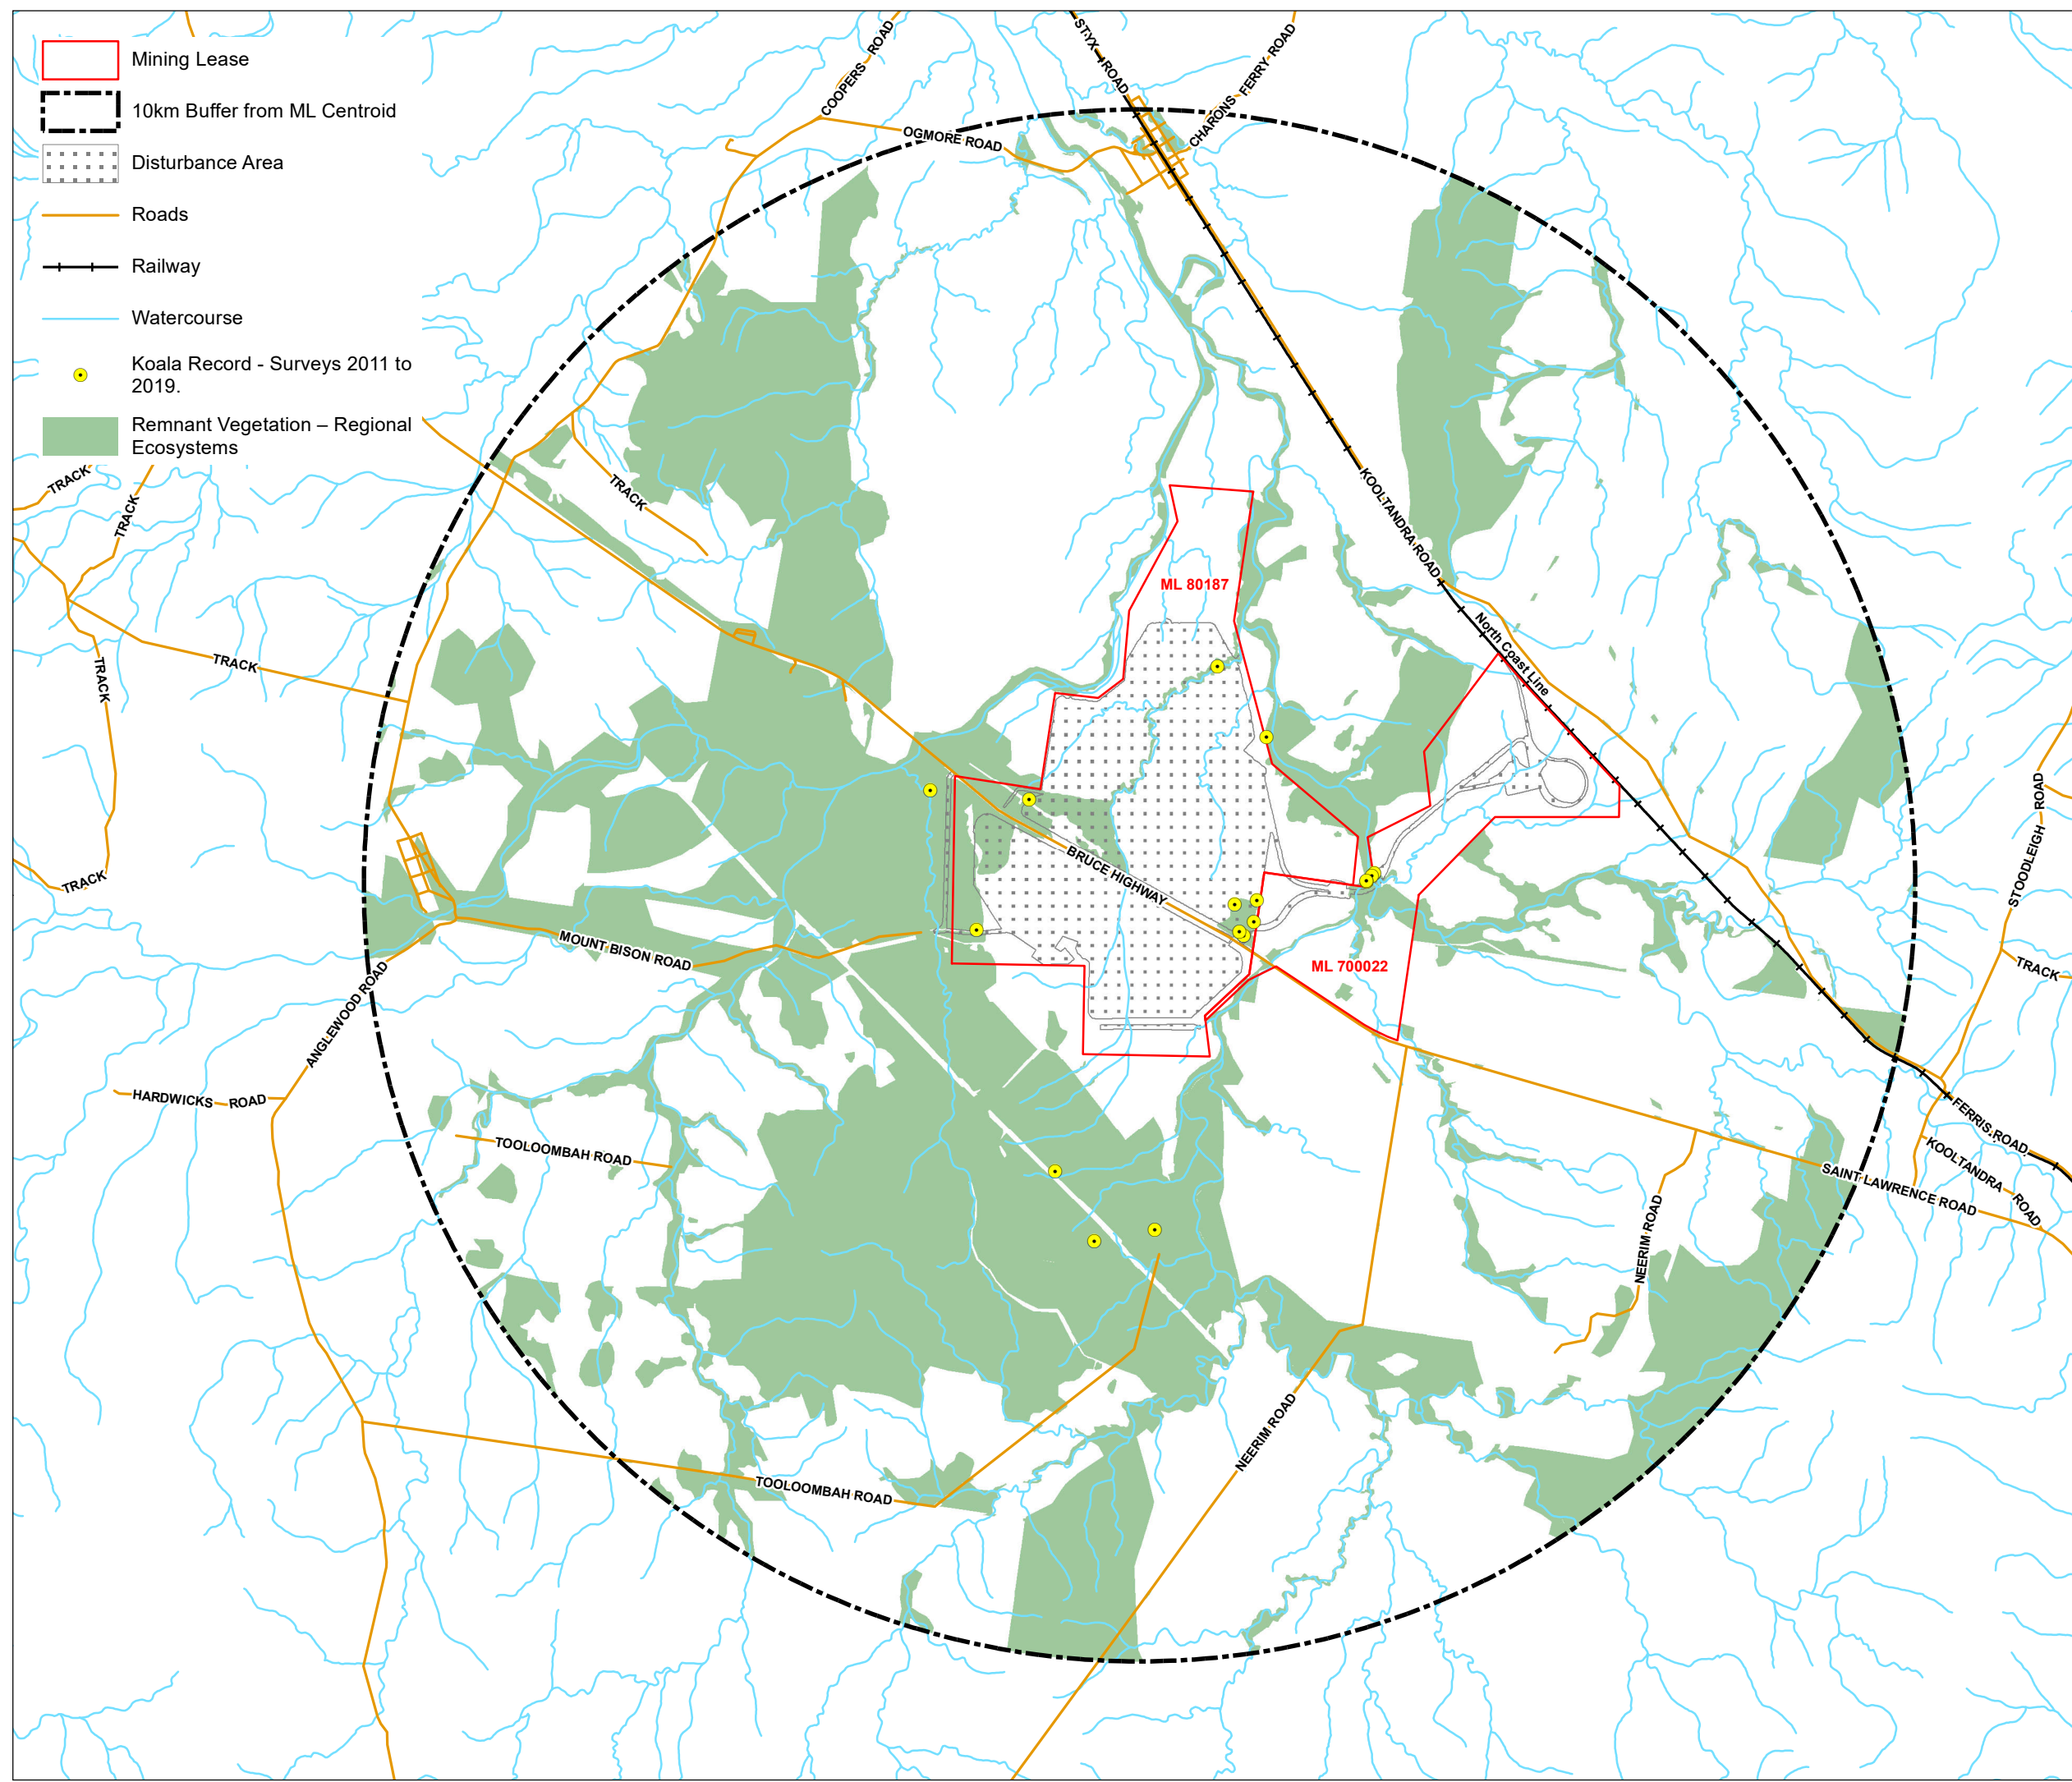 Mining Lease
10km Buffer from ML Centroid
Disturbance Area
Roads
Railway
Watercourse
Koala Record - Surveys 2011 to
2019.
Remnant Vegetation – Regional
Ecosystems
COOPERS ROAD
STYX ROAD
CHARONS FERRY ROAD
OGMORE ROAD
TRACK
TRACK
TRACK
KOOLTANDRA ROAD
ML 80187
North Coast Line
TRACK
TRACK
TRACK
BRUCE HIGHWAY
STOODLEIGH ROAD
MOUNT BISON ROAD
ML 700022
TRACK
ANGLEWOOD ROAD
HARDWICKS ROAD
TOOLOOMBAH ROAD
FERRIS ROAD
KOOLTANDRA ROAD
SAINT LAWRENCE ROAD
NEERIM ROAD
NEERIM ROAD
TOOLOOMBAH ROAD